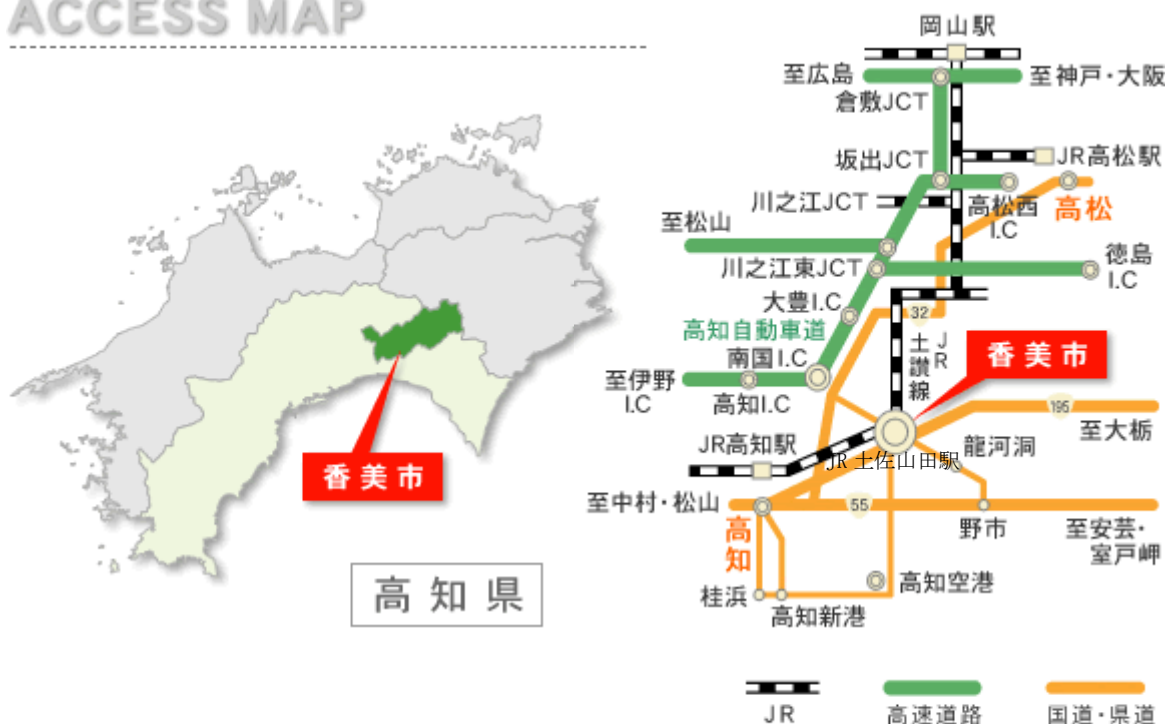 ACCESS MAP
岡山駅
至広島
至神戸・大阪
倉敷JCT
坂出JCT
JR高松駅
川之江JCT
高松西
I.C
高松
至松山
川之江東JCT
徳島
I.C
大豊I.C
高知自動車道
32
南国I.C
土讃線
JR
香美市
至伊野
I.C
高知I.C
195
至大栃
JR高知駅
龍河洞
JR 土佐山田駅
至中村・松山
55
高知
野市
至安芸・
室戸岬
桂浜
高知新港
高知空港
香美市
高知県
JR
高速道路
国道・県道